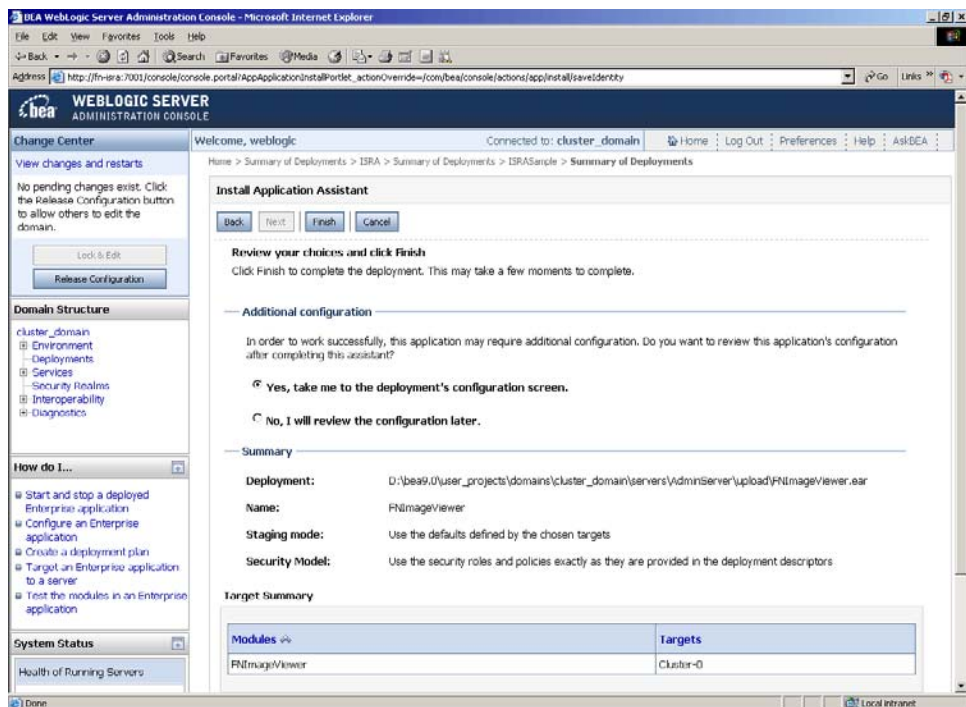 BEA WebLogic Server Administration Console - Microsoft Internet Explorer
File Edit View Favorites Tools Help
Back Search Favorites Media
Address http://fn-isra:7001/console/console.portal?AppApplicationInstallPortlet_actionOverride=/com/bea/console/actions/app/install/saveIdentity Go Links
bea WEBLOGIC SERVER
ADMINISTRATION CONSOLE
Change Center
View changes and restarts
No pending changes exist. Click
the Release Configuration button
to allow others to edit the
domain.
Lock & Edit
Release Configuration
Domain Structure
cluster_domain
Environment
Deployments
Services
Security Realms
Interoperability
Diagnostics
How do I...
Start and stop a deployed
Enterprise application
Configure an Enterprise
application
Create a deployment plan
Target an Enterprise application
to a server
Test the modules in an Enterprise
application
System Status
Health of Running Servers
Welcome, weblogic Connected to: cluster_domain Home Log Out Preferences Help AskBEA
Home > Summary of Deployments > ISRA > Summary of Deployments > ISRASample > Summary of Deployments
Install Application Assistant
Back Next Finish Cancel
Review your choices and click Finish
Click Finish to complete the deployment. This may take a few moments to complete.
Additional configuration
In order to work successfully, this application may require additional configuration. Do you want to review this application's configuration
after completing this assistant?
Yes, take me to the deployment's configuration screen.
No, I will review the configuration later.
Summary
Deployment: D:\bea9.0\user_projects\domains\cluster_domain\servers\AdminServer\upload\FNImageViewer.ear
Name: FNImageViewer
Staging mode: Use the defaults defined by the chosen targets
Security Model: Use the security roles and policies exactly as they are provided in the deployment descriptors
Target Summary
Modules Targets
FNImageViewer Cluster-0
Done Local intranet